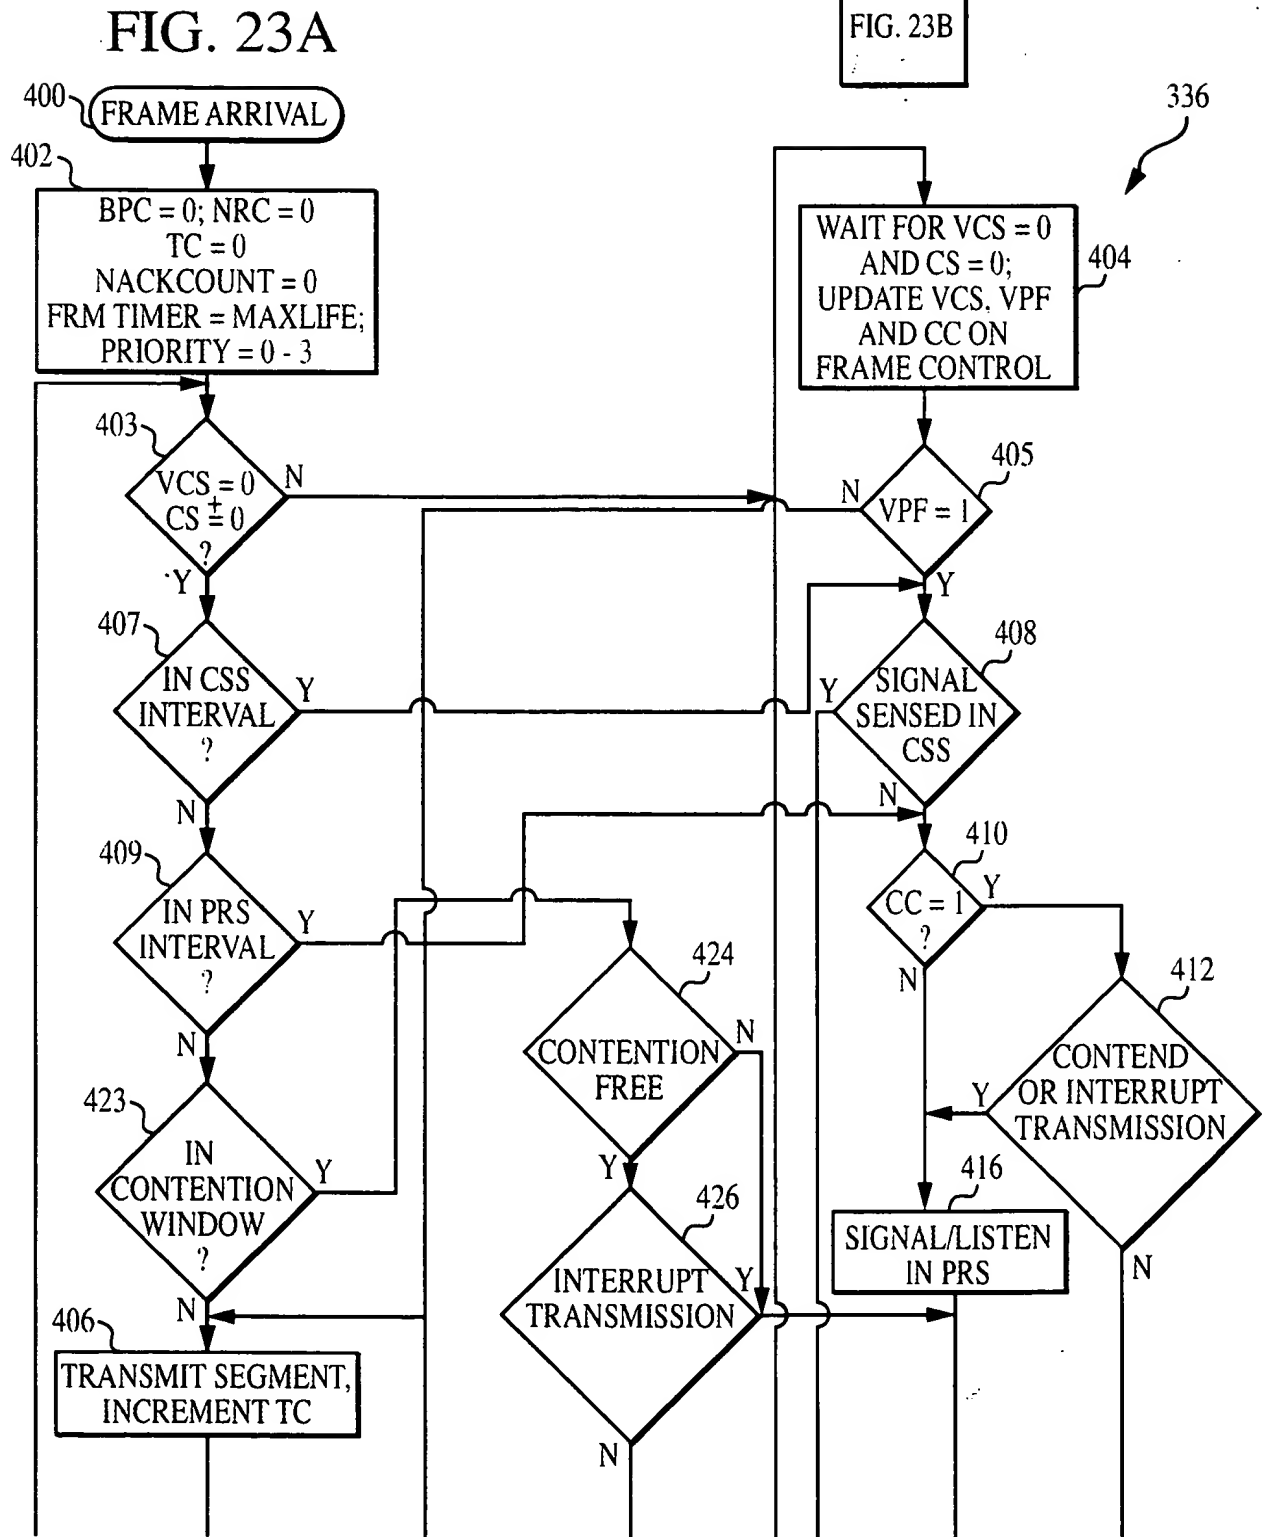 FIG. 23A
FIG. 23B
400
FRAME ARRIVAL
336
402
BPC = 0; NRC = 0
TC = 0
NACKCOUNT = 0
FRM TIMER = MAXLIFE;
PRIORITY = 0 - 3
WAIT FOR VCS = 0
AND CS = 0;
UPDATE VCS, VPF
AND CC ON
FRAME CONTROL
404
403
VCS = 0
+
CS = 0
?
N
Y
405
VPF = 1
N
Y
407
IN CSS
INTERVAL
?
Y
N
408
SIGNAL
SENSED IN
CSS
Y
N
409
IN PRS
INTERVAL
?
Y
N
410
CC = 1
?
Y
N
424
CONTENTION
FREE
N
Y
412
CONTEND
OR INTERRUPT
TRANSMISSION
Y
N
423
IN
CONTENTION
WINDOW
?
Y
N
426
INTERRUPT
TRANSMISSION
Y
N
416
SIGNAL/LISTEN
IN PRS
406
TRANSMIT SEGMENT,
INCREMENT TC